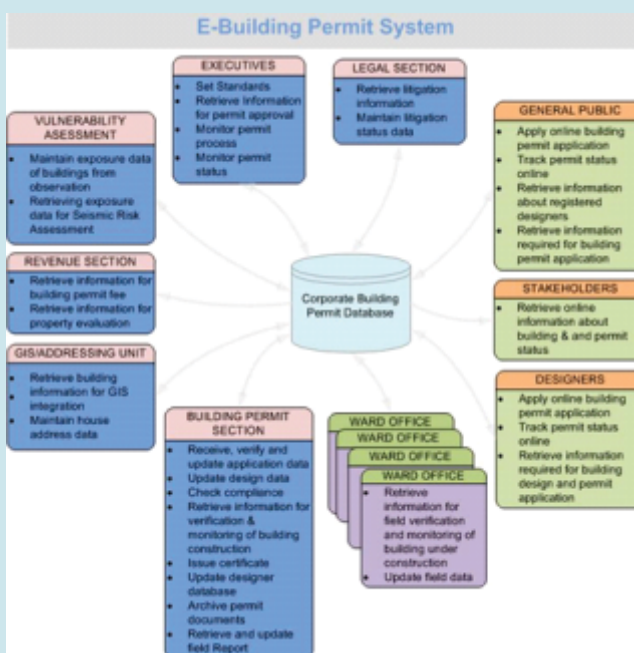 E-Building Permit System
EXECUTIVES
• Set Standards
• Retrieve Information
for permit approval
• Monitor permit
process
• Monitor permit
status
LEGAL SECTION
• Retrieve litigation
information
• Maintain litigation
status data
VULNERABILITY
ASESSMENT
• Maintain exposure data
of buildings from
observation
• Retrieving exposure
data for Seismic Risk
Assessment
GENERAL PUBLIC
• Apply online building
permit application
• Track permit status
online
• Retrieve information
about registered
designers
• Retrieve information
required for building
permit application
REVENUE SECTION
• Retrieve information for
building permit fee
• Retrieve information for
property evaluation
Corporate Building
Permit Database
STAKEHOLDERS
• Retrieve online
information about
building & and permit
status
GIS/ADDRESSING UNIT
• Retrieve building
information for GIS
integration
• Maintain house
address data
DESIGNERS
• Apply online building
permit application
• Track permit status
online
• Retrieve information
required for building
design and permit
application
BUILDING PERMIT
SECTION
• Receive, verify and
update application data
• Update design data
• Check compliance
• Retrieve information for
verification &
monitoring of building
construction
• Issue certificate
• Update designer
database
• Archive permit
documents
• Retrieve and update
field Report
WARD OFFICE
WARD OFFICE
WARD OFFICE
WARD OFFICE
• Retrieve
information for
field verification
and monitoring of
building under
construction
• Update field data